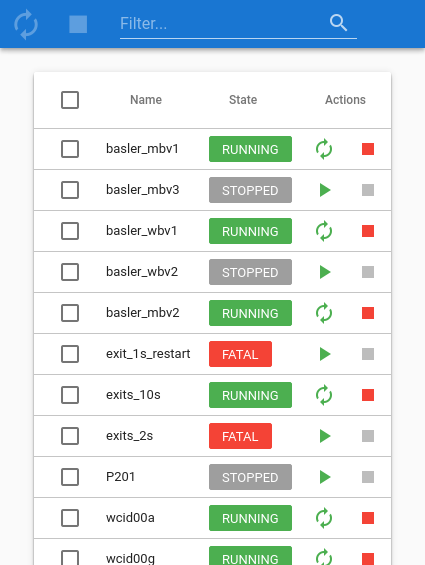 Filter...
Name State Actions
basler_mbv1 RUNNING
basler_mbv3 STOPPED
basler_wbv1 RUNNING
basler_wbv2 STOPPED
basler_mbv2 RUNNING
exit_1s_restart FATAL
exits_10s RUNNING
exits_2s FATAL
P201 STOPPED
wcid00a RUNNING
wcid00g RUNNING